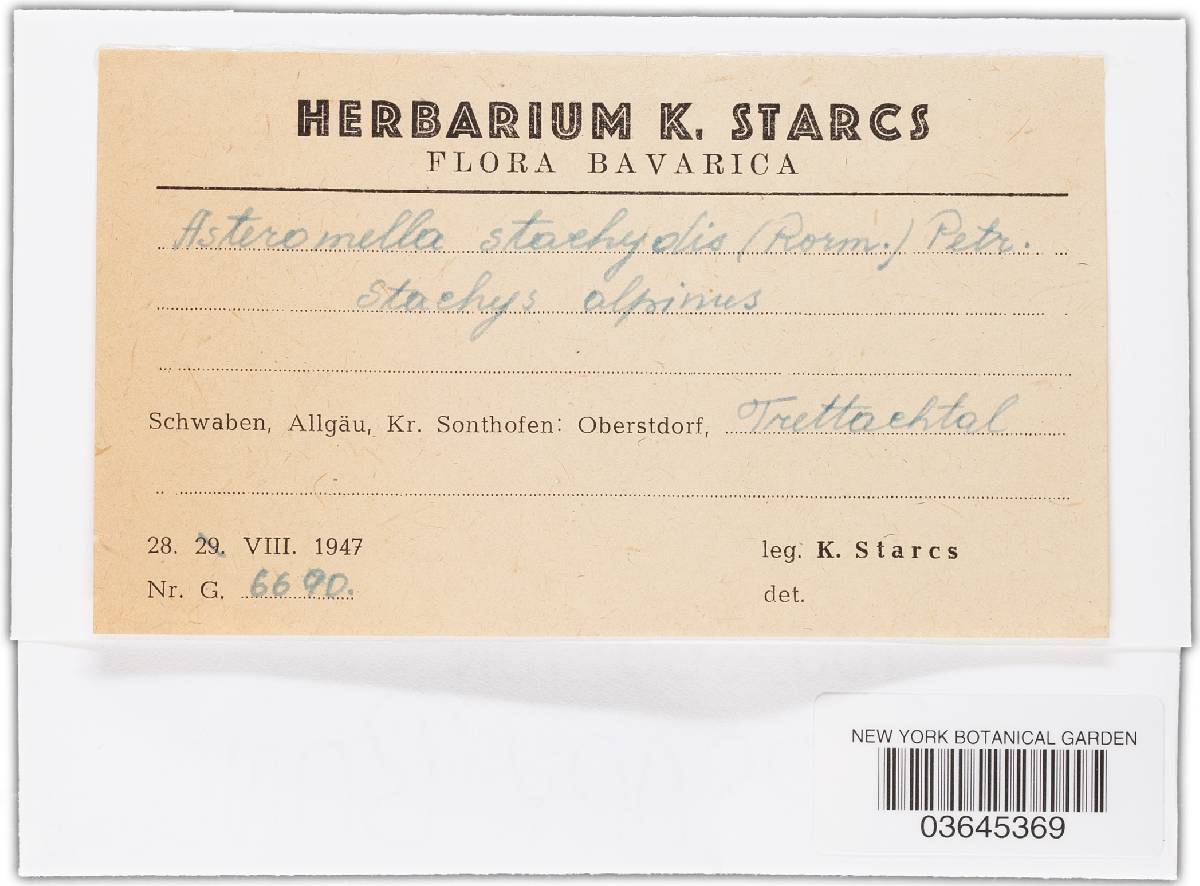 HERBARIUM K. STARCS
FLORA BAVARICA
Asteromella stachydis (Rorm.) Petr.
Stachys alpinus
Schwaben, Allgäu, Kr. Sonthofen: Oberstdorf, Trettachtal
28. 29. VIII. 1947
leg. K. Starcs
Nr. G. 6690.
det.
NEW YORK BOTANICAL GARDEN
03645369